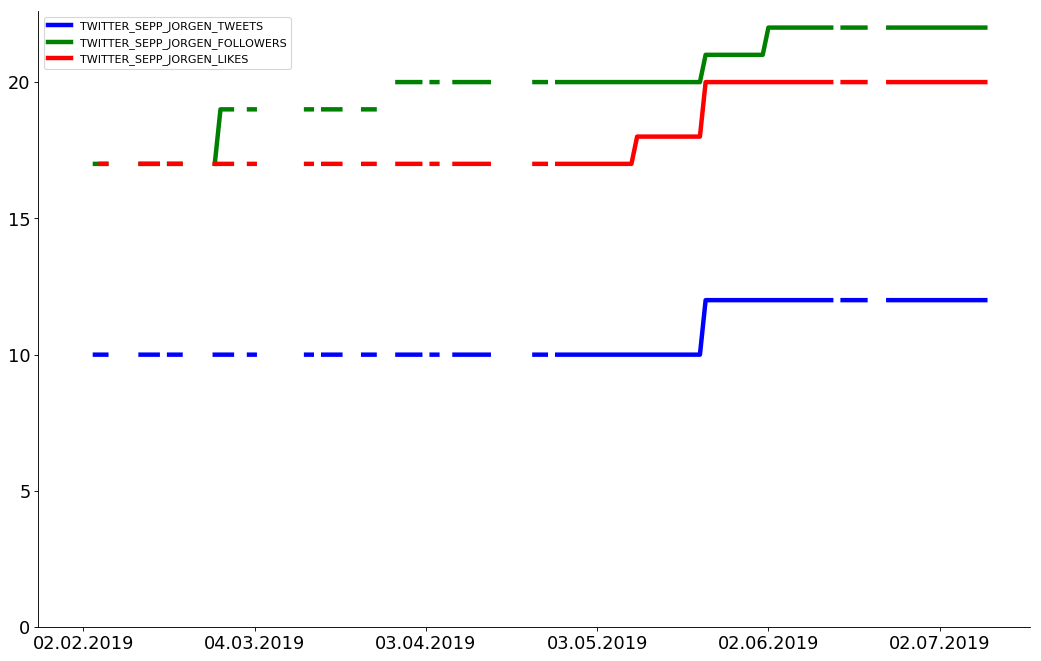 TWITTER_SEPP_JORGEN_TWEETS
TWITTER_SEPP_JORGEN_FOLLOWERS
TWITTER_SEPP_JORGEN_LIKES
20
15
10
5
0
02.02.2019 04.03.2019 03.04.2019 03.05.2019 02.06.2019 02.07.2019